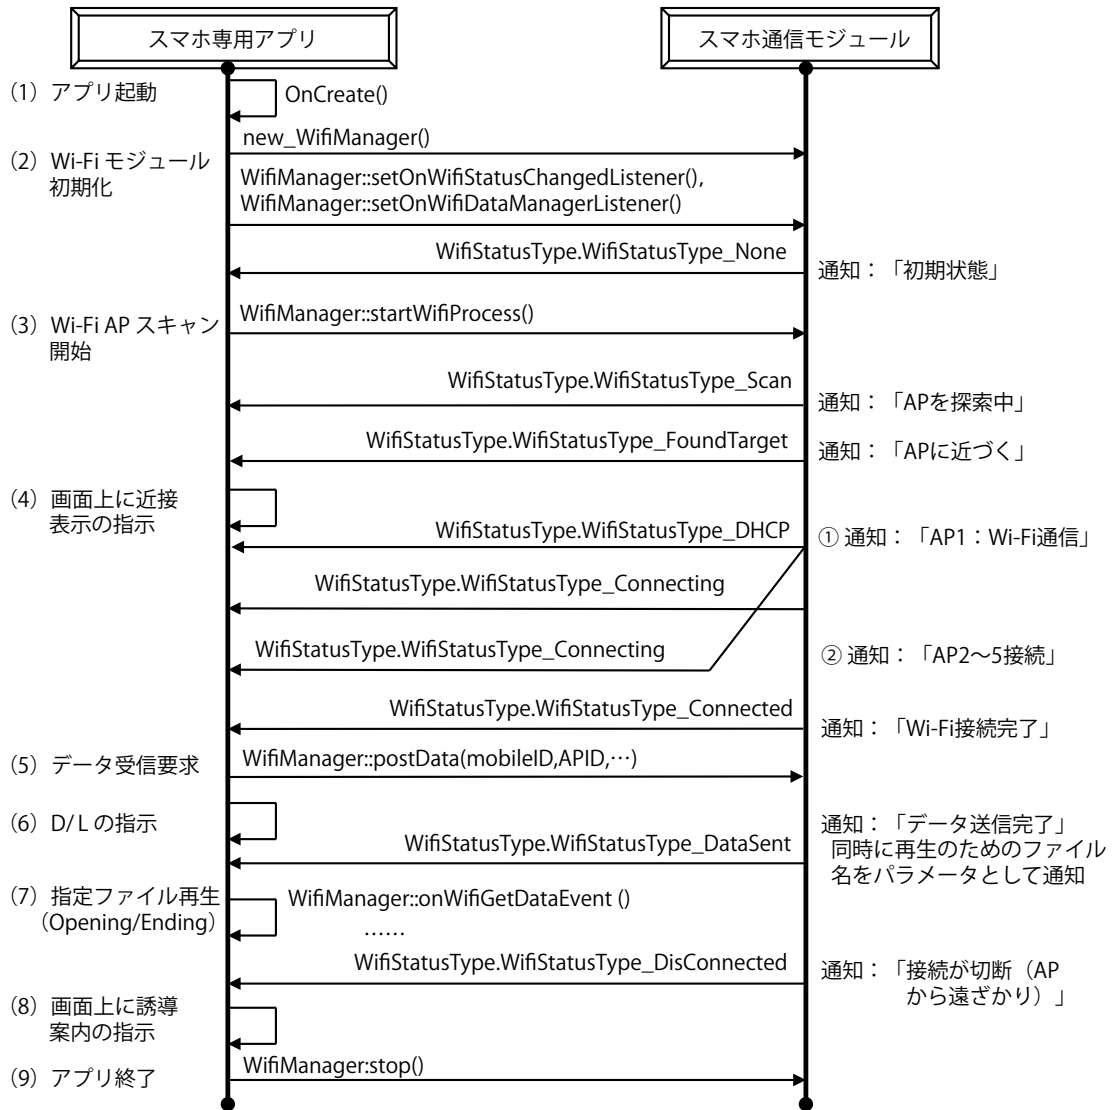 スマホ専用アプリ
スマホ通信モジュール
（1）アプリ起動
OnCreate()
new_WifiManager()
（2）Wi-Fi モジュール
初期化
WifiManager::setOnWifiStatusChangedListener(),
WifiManager::setOnWifiDataManagerListener()
WifiStatusType.WifiStatusType_None
通知：「初期状態」
（3）Wi-Fi AP スキャン
開始
WifiManager::startWifiProcess()
WifiStatusType.WifiStatusType_Scan
通知：「APを探索中」
WifiStatusType.WifiStatusType_FoundTarget
通知：「APに近づく」
（4）画面上に近接
表示の指示
WifiStatusType.WifiStatusType_DHCP
① 通知：「AP1：Wi-Fi通信」
WifiStatusType.WifiStatusType_Connecting
WifiStatusType.WifiStatusType_Connecting
② 通知：「AP2～5接続」
WifiStatusType.WifiStatusType_Connected
通知：「Wi-Fi接続完了」
（5）データ受信要求
WifiManager::postData(mobileID,APID,…)
（6）D/ L の指示
WifiStatusType.WifiStatusType_DataSent
通知：「データ送信完了」
同時に再生のためのファイル
名をパラメータとして通知
（7）指定ファイル再生
（Opening/Ending）
WifiManager::onWifiGetDataEvent ()
……
WifiStatusType.WifiStatusType_DisConnected
通知：「接続が切断（AP
から遠ざかり）」
（8）画面上に誘導
案内の指示
（9）アプリ終了
WifiManager:stop()